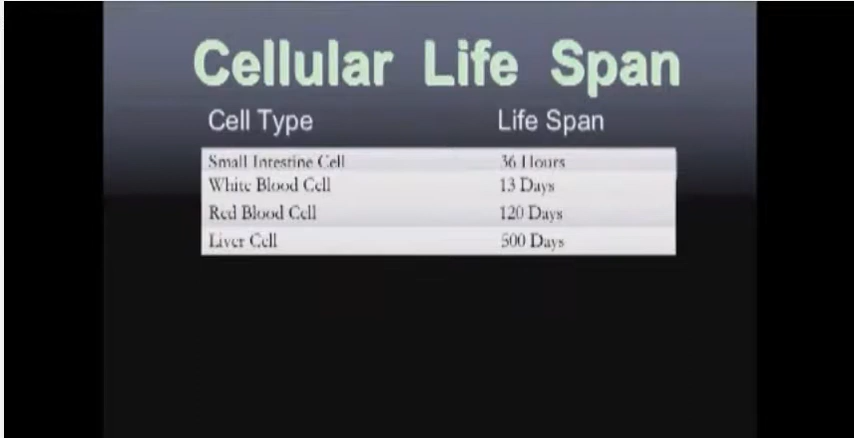 Cellular Life Span
Cell Type Life Span
Small Intestine Cell 36 Hours
White Blood Cell 13 Days
Red Blood Cell 120 Days
Liver Cell 500 Days